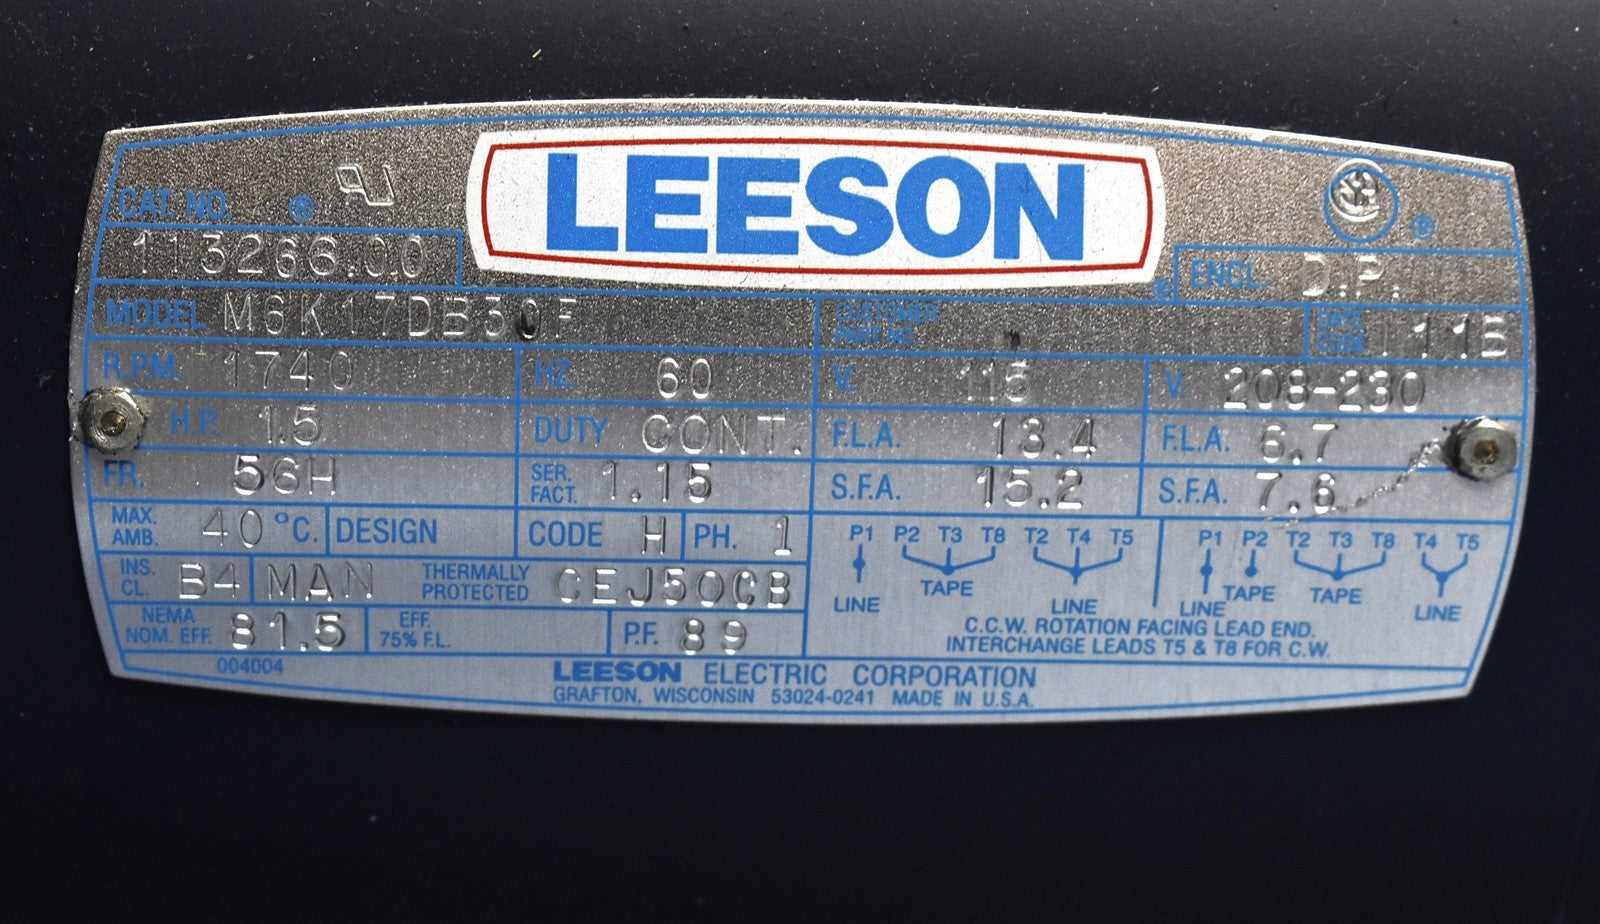 LEESON
CAT. NO.
113266.00
ENCL. D.P.
MODEL M6K17DB50F
CUSTOMER PART NO.
DATE CODE
R.P.M. 1740 HZ. 60 V. 115 V. 208-230
H.P. 1.5 DUTY CONT. F.L.A. 13.4 F.L.A. 6.7
FR. 56H SER. FACT. 1.15 S.F.A. 15.2 S.F.A. 7.6
MAX. AMB. 40°C. DESIGN CODE H PH. 1
P1 P2 T3 T8 T2 T4 T5 P1 P2 T2 T3 T8 T4 T5
INS. CL. B4 MAN THERMALLY PROTECTED CEJ50CB
LINE TAPE LINE LINE TAPE TAPE LINE
NEMA NOM. EFF. 81.5 EFF. 75% F.L. P.F. 89
C.C.W. ROTATION FACING LEAD END.
INTERCHANGE LEADS T5 & T8 FOR C.W.
004004
LEESON ELECTRIC CORPORATION
GRAFTON, WISCONSIN 53024-0241 MADE IN U.S.A.